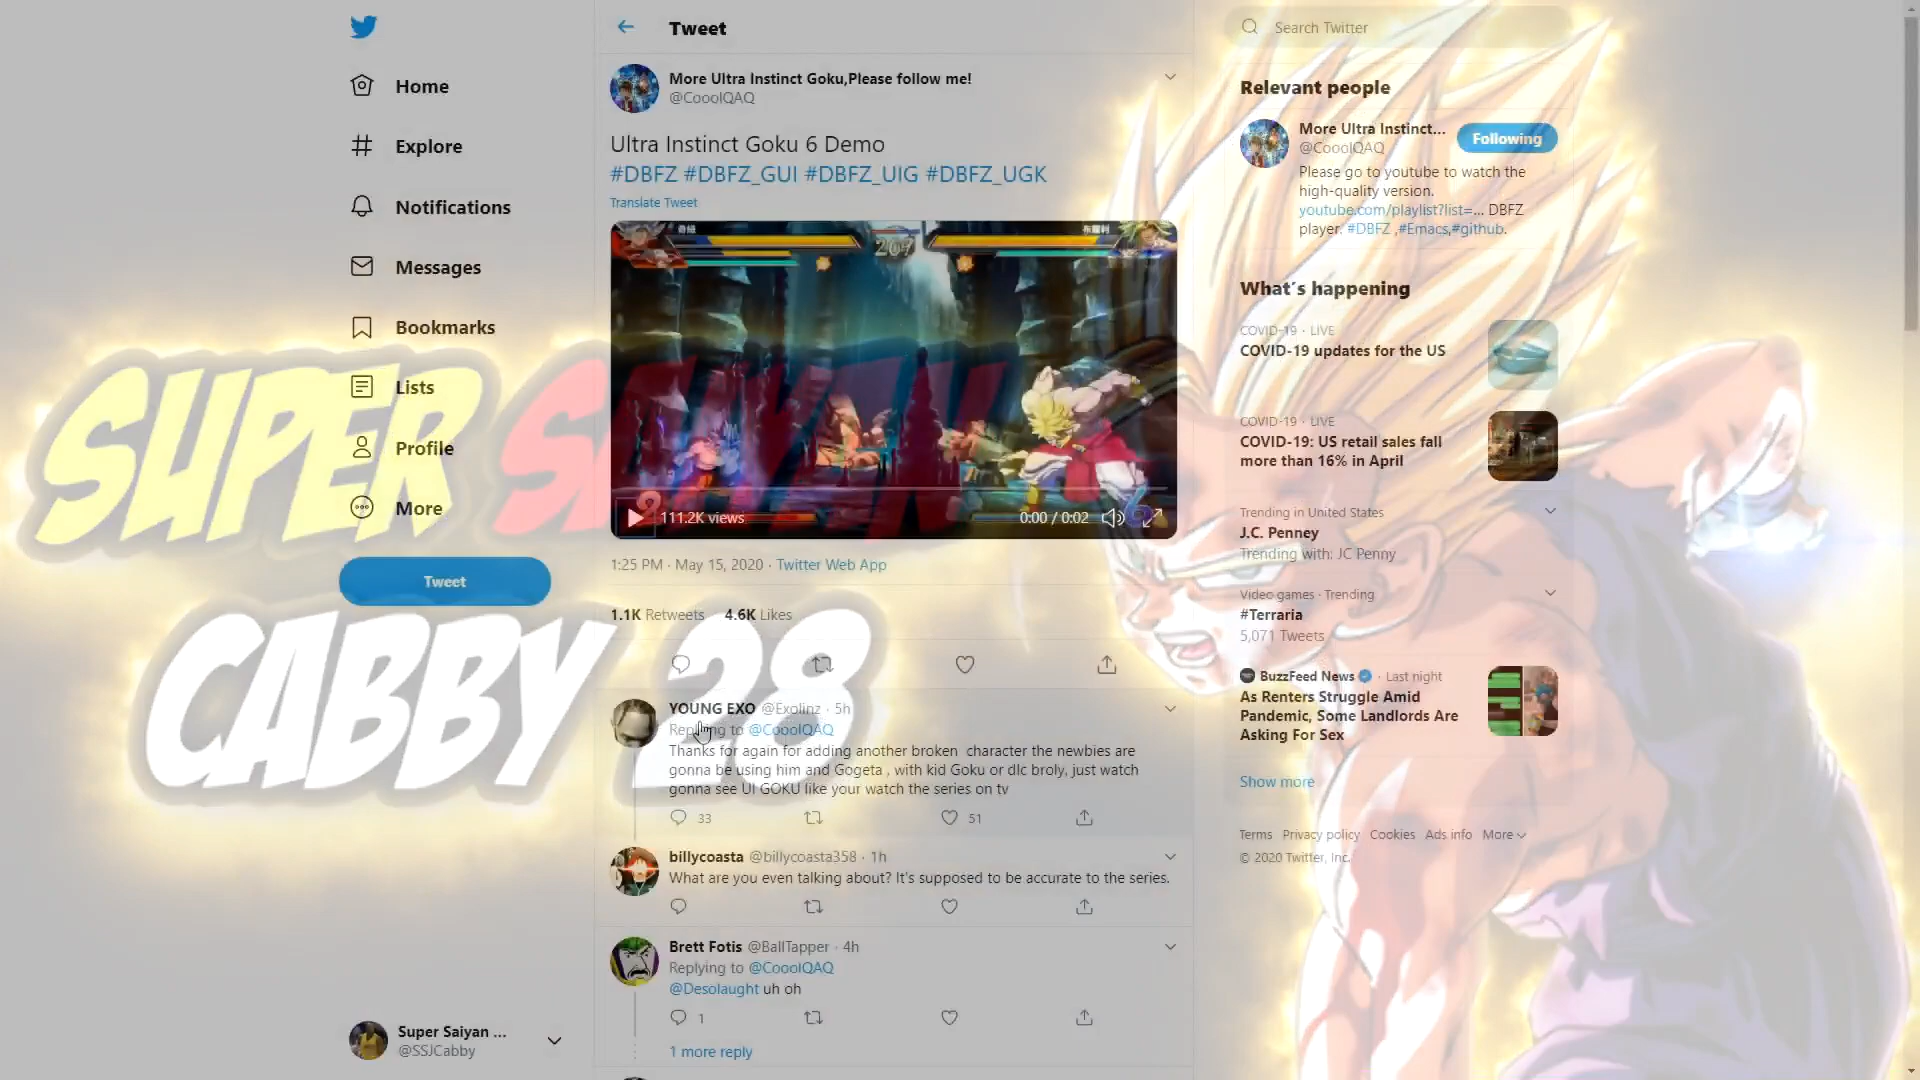 Home
Explore
Notifications
Messages
Bookmarks
Lists
Profile
More
Tweet
Super Saiyan ...
@SSJCabby
SUPER SAIYAN
CABBY 28
Tweet
More Ultra Instinct Goku,Please follow me!
@CooolQAQ
Ultra Instinct Goku 6 Demo
#DBFZ #DBFZ_GUI #DBFZ_UIG #DBFZ_UGK
Translate Tweet
111.2K views
0:00 / 0:02
1:25 PM · May 15, 2020 · Twitter Web App
1.1K Retweets 4.6K Likes
YOUNG EXO @Exolinz · 5h
Replying to @CooolQAQ
Thanks for again for adding another broken character the newbies are
gonna be using him and Gogeta , with kid Goku or dlc broly, just watch
gonna see UI GOKU like your watch the series on tv
33
51
billycoasta @billycoasta358 · 1h
What are you even talking about? It's supposed to be accurate to the series.
Brett Fotis @BallTapper · 4h
Replying to @CooolQAQ
@Desolaught uh oh
1
1 more reply
Search Twitter
Relevant people
More Ultra Instinct...
@CooolQAQ
Following
Please go to youtube to watch the
high-quality version.
youtube.com/playlist?list=... DBFZ
player. #DBFZ ,#Emacs,#github.
What's happening
COVID-19 · LIVE
COVID-19 updates for the US
COVID-19 · LIVE
COVID-19: US retail sales fall
more than 16% in April
Trending in United States
J.C. Penney
Trending with: JC Penny
Video games · Trending
#Terraria
5,071 Tweets
BuzzFeed News · Last night
As Renters Struggle Amid
Pandemic, Some Landlords Are
Asking For Sex
Show more
Terms Privacy policy Cookies Ads info More
© 2020 Twitter, Inc.